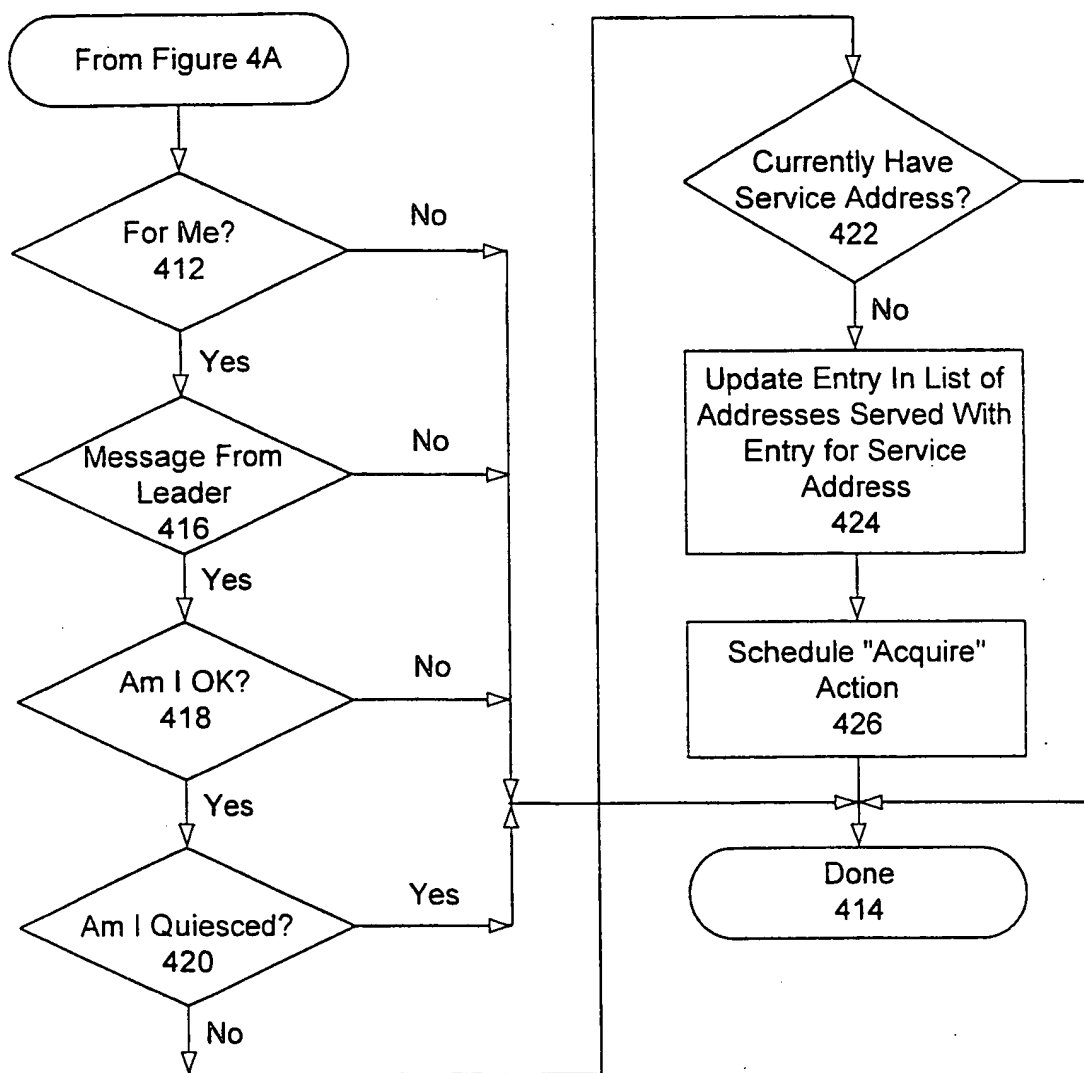 From Figure 4A
For Me?
412
No
Yes
Message From
Leader
416
No
Yes
Am I OK?
418
No
Yes
Am I Quiesced?
420
Yes
No
Currently Have
Service Address?
422
No
Update Entry In List of
Addresses Served With
Entry for Service
Address
424
Schedule "Acquire"
Action
426
Done
414